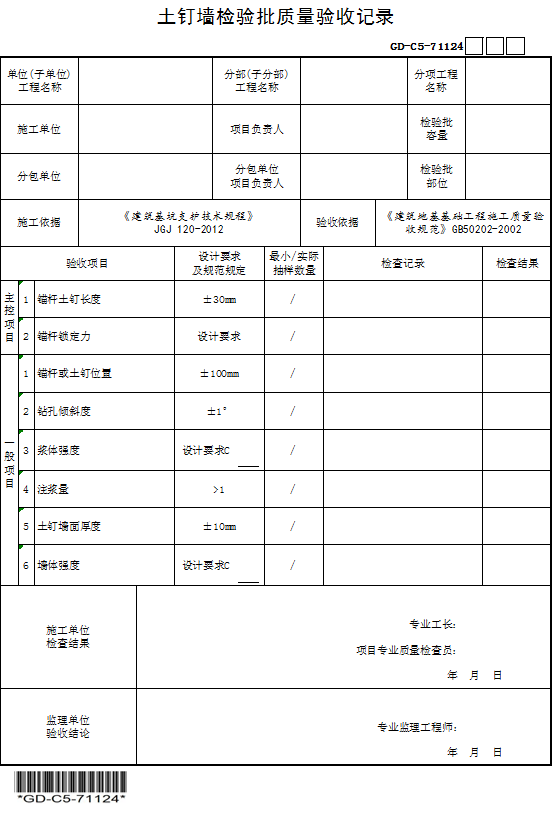 土钉墙检验批质量验收记录
GD-C5-71124
单位(子单位)
工程名称
分部(子分部)
工程名称
分项工程
名称
施工单位
项目负责人
检验批
容量
分包单位
分包单位
项目负责人
检验批
部位
施工依据
《建筑基坑支护技术规程》
JGJ 120-2012
验收依据
《建筑地基基础工程施工质量验
收规范》GB50202-2002
验收项目
设计要求
及规范规定
最小/实际
抽样数量
检查记录
检查结果
主控项目
1 锚杆土钉长度 ±30mm /
2 锚杆锁定力 设计要求 /
一般项目
1 锚杆或土钉位置 ±100mm /
2 钻孔倾斜度 ±1° /
3 浆体强度 设计要求C /
4 注浆量 >1 /
5 土钉墙面厚度 ±10mm /
6 墙体强度 设计要求C /
施工单位
检查结果
专业工长:
项目专业质量检查员:
年 月 日
监理单位
验收结论
专业监理工程师:
年 月 日
*GD-C5-71124*